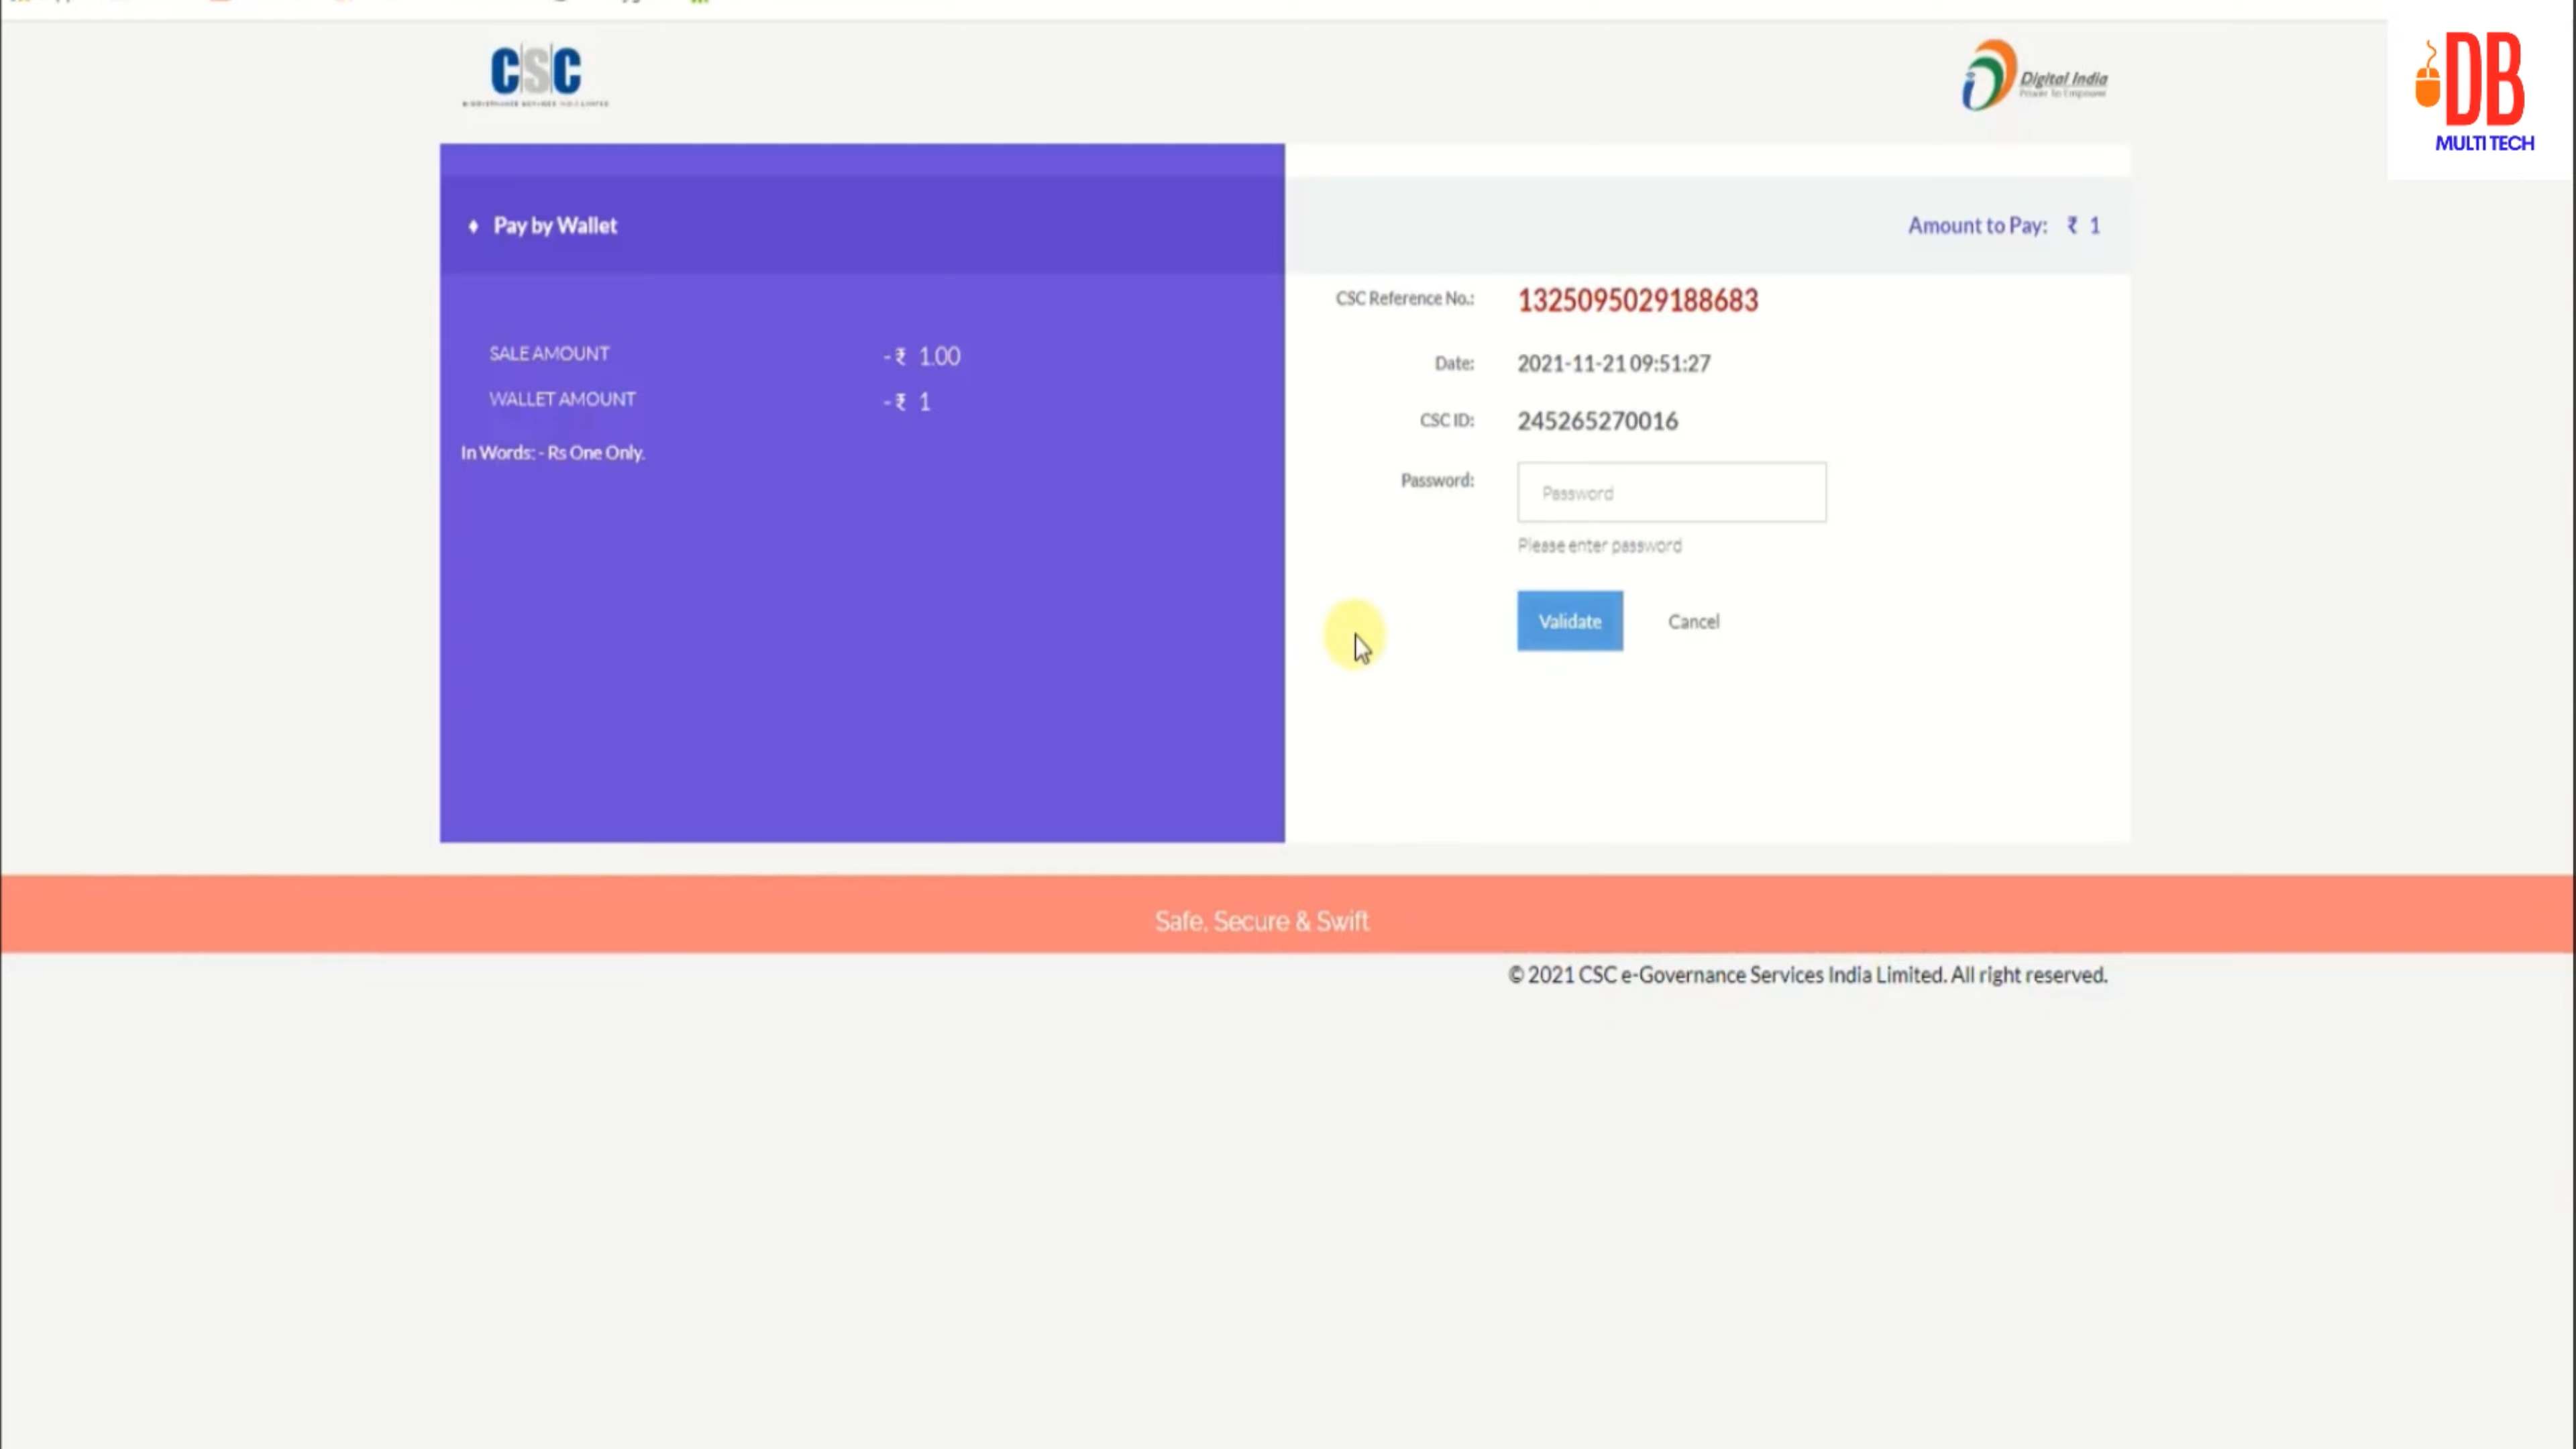 CSC
Digital India
Power To Empower
DB
MULTI TECH
Pay by Wallet
Amount to Pay: ₹ 1
SALE AMOUNT - ₹ 1.00
WALLET AMOUNT - ₹ 1
In Words: - Rs One Only.
CSC Reference No.: 1325095029188683
Date: 2021-11-21 09:51:27
CSC ID: 245265270016
Password: Password
Please enter password
Validate Cancel
Safe, Secure & Swift
© 2021 CSC e-Governance Services India Limited. All right reserved.